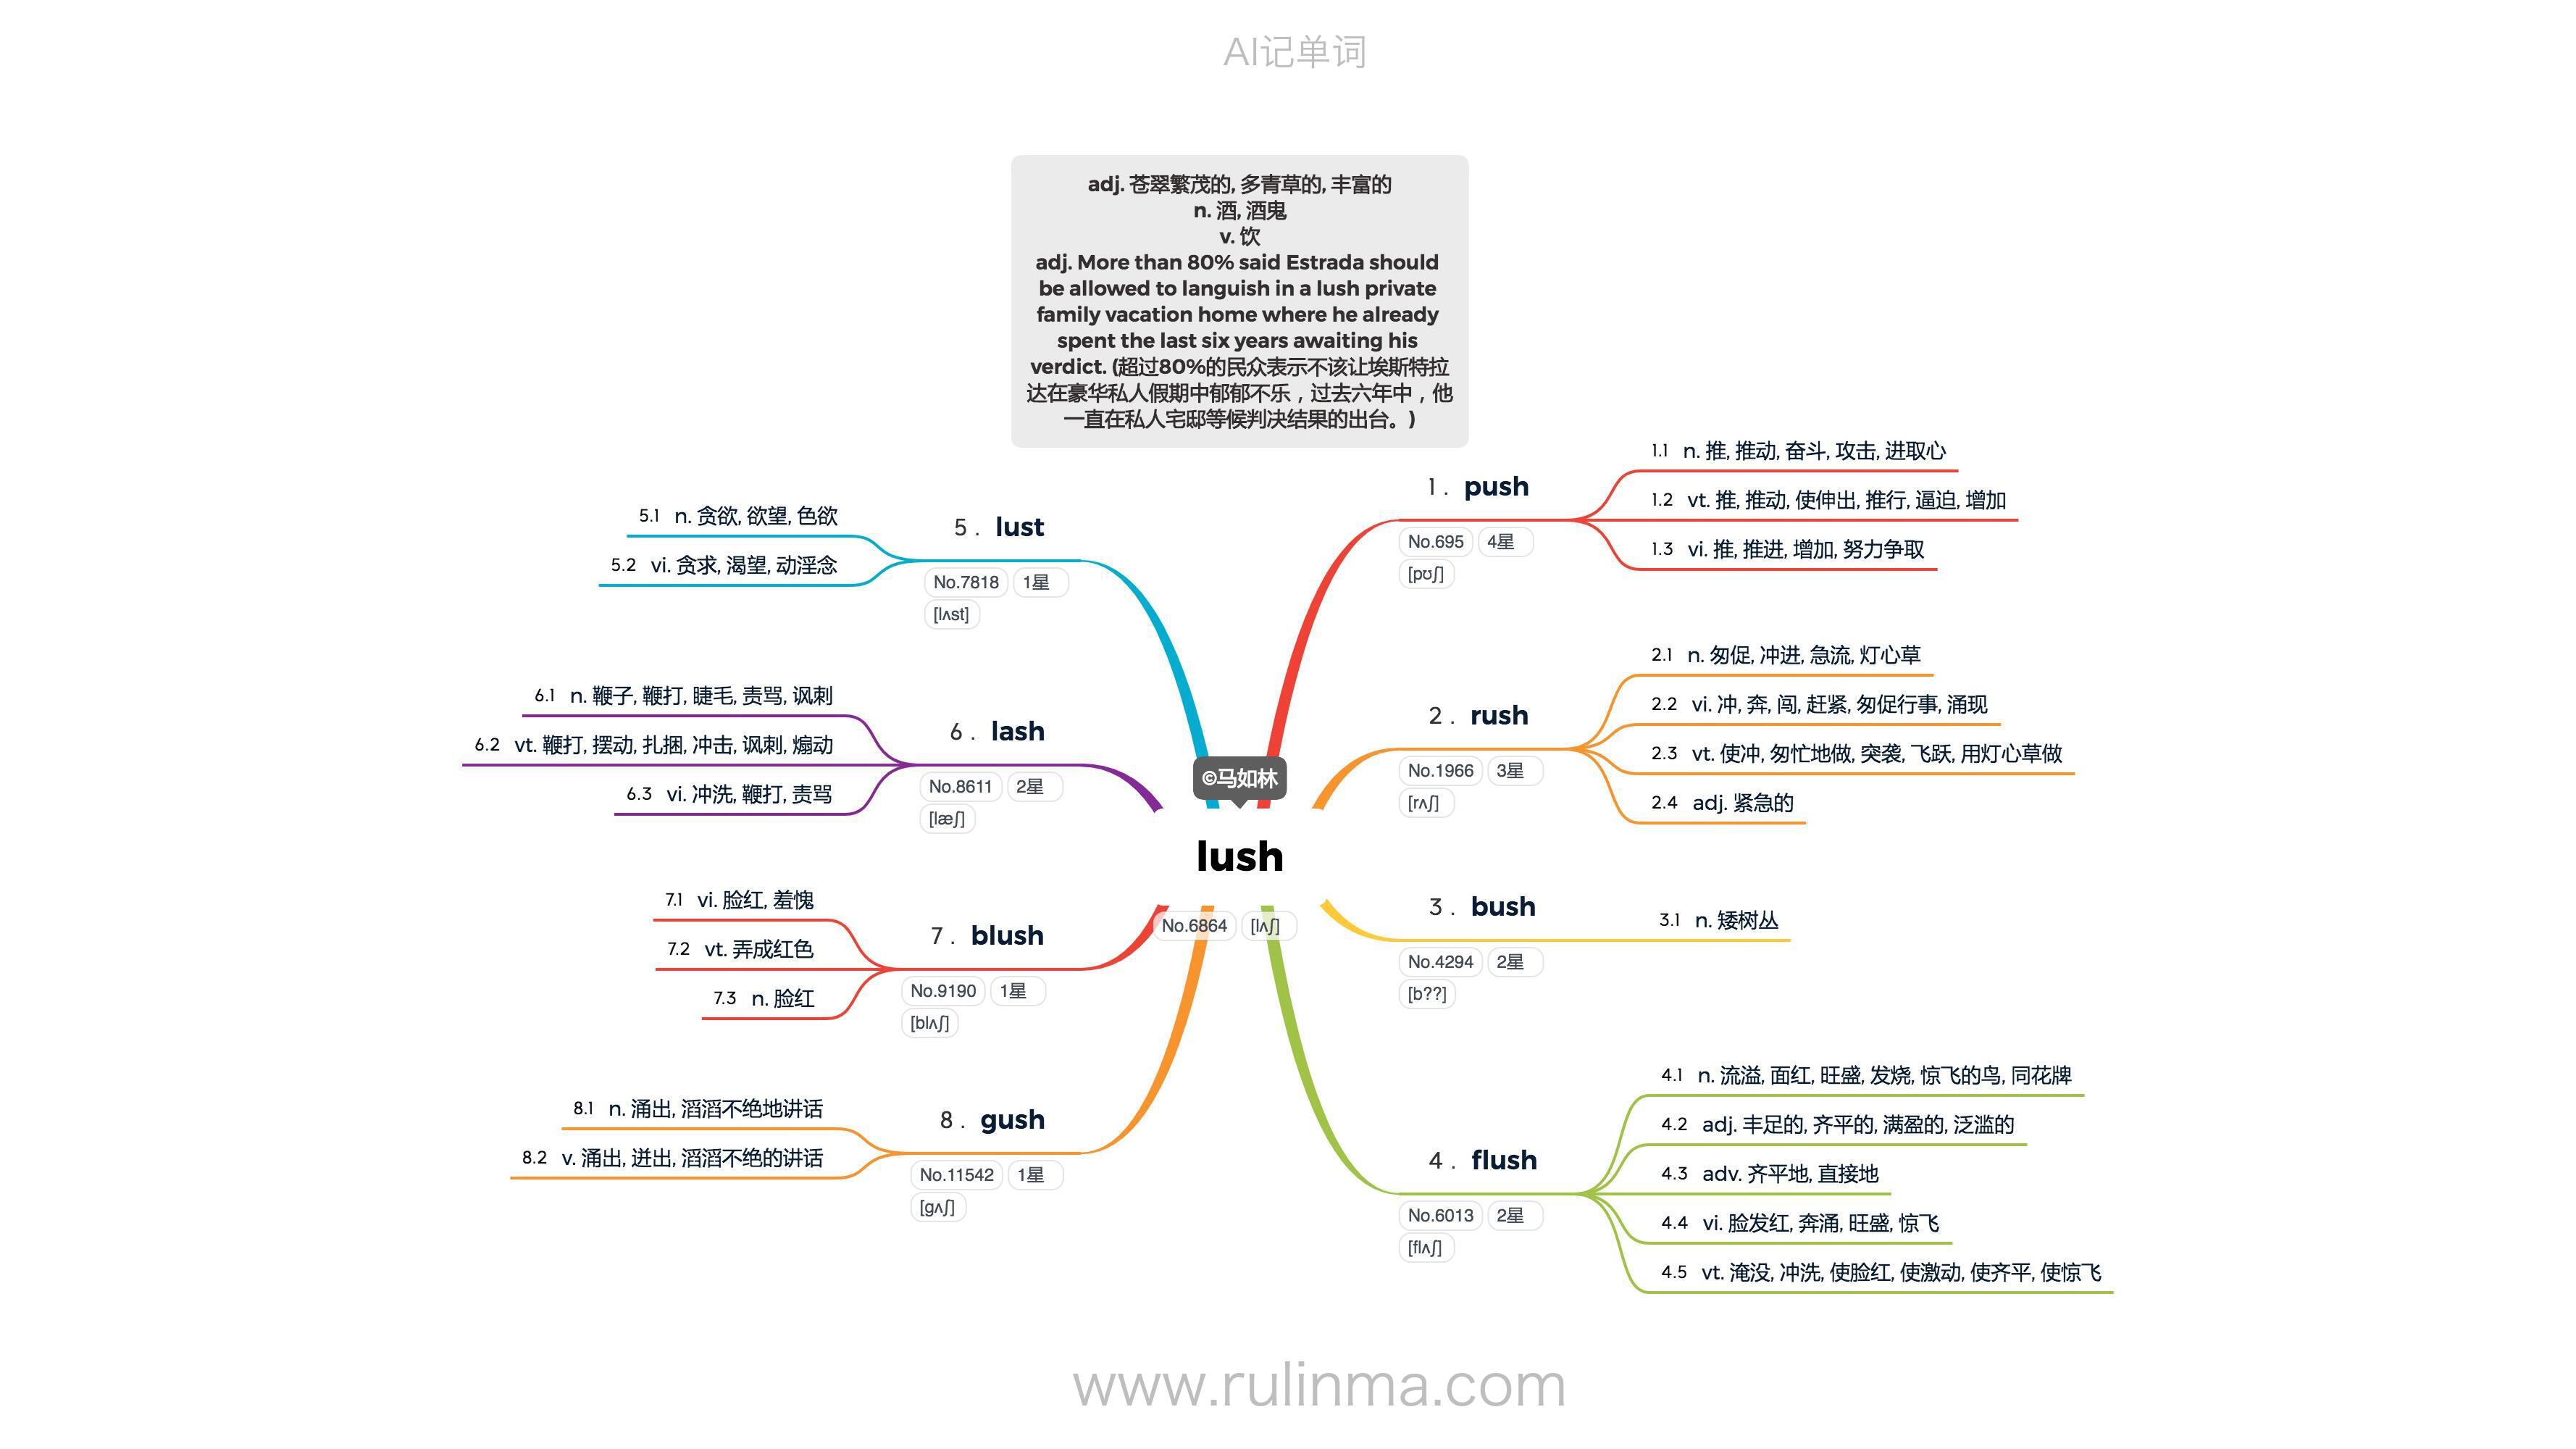 AI记单词
adj. 苍翠繁茂的, 多青草的, 丰富的
n. 酒, 酒鬼
v. 饮
adj. More than 80% said Estrada should
be allowed to languish in a lush private
family vacation home where he already
spent the last six years awaiting his
verdict. (超过80%的民众表示不该让埃斯特拉
达在豪华私人假期中郁郁不乐，过去六年中，他
一直在私人宅邸等候判决结果的出台。)
©马如林
lush
No.6864 [lʌʃ]
1. push
No.695 4星
[pʊʃ]
1.1 n. 推, 推动, 奋斗, 攻击, 进取心
1.2 vt. 推, 推动, 使伸出, 推行, 逼迫, 增加
1.3 vi. 推, 推进, 增加, 努力争取
2. rush
No.1966 3星
[rʌʃ]
2.1 n. 匆促, 冲进, 急流, 灯心草
2.2 vi. 冲, 奔, 闯, 赶紧, 匆促行事, 涌现
2.3 vt. 使冲, 匆忙地做, 突袭, 飞跃, 用灯心草做
2.4 adj. 紧急的
3. bush
No.4294 2星
[b??]
3.1 n. 矮树丛
4. flush
No.6013 2星
[flʌʃ]
4.1 n. 流溢, 面红, 旺盛, 发烧, 惊飞的鸟, 同花牌
4.2 adj. 丰足的, 齐平的, 满盈的, 泛滥的
4.3 adv. 齐平地, 直接地
4.4 vi. 脸发红, 奔涌, 旺盛, 惊飞
4.5 vt. 淹没, 冲洗, 使脸红, 使激动, 使齐平, 使惊飞
5. lust
No.7818 1星
[lʌst]
5.1 n. 贪欲, 欲望, 色欲
5.2 vi. 贪求, 渴望, 动淫念
6. lash
No.8611 2星
[læʃ]
6.1 n. 鞭子, 鞭打, 睫毛, 责骂, 讽刺
6.2 vt. 鞭打, 摆动, 扎捆, 冲击, 讽刺, 煽动
6.3 vi. 冲洗, 鞭打, 责骂
7. blush
No.9190 1星
[blʌʃ]
7.1 vi. 脸红, 羞愧
7.2 vt. 弄成红色
7.3 n. 脸红
8. gush
No.11542 1星
[gʌʃ]
8.1 n. 涌出, 滔滔不绝地讲话
8.2 v. 涌出, 迸出, 滔滔不绝的讲话
www.rulinma.com